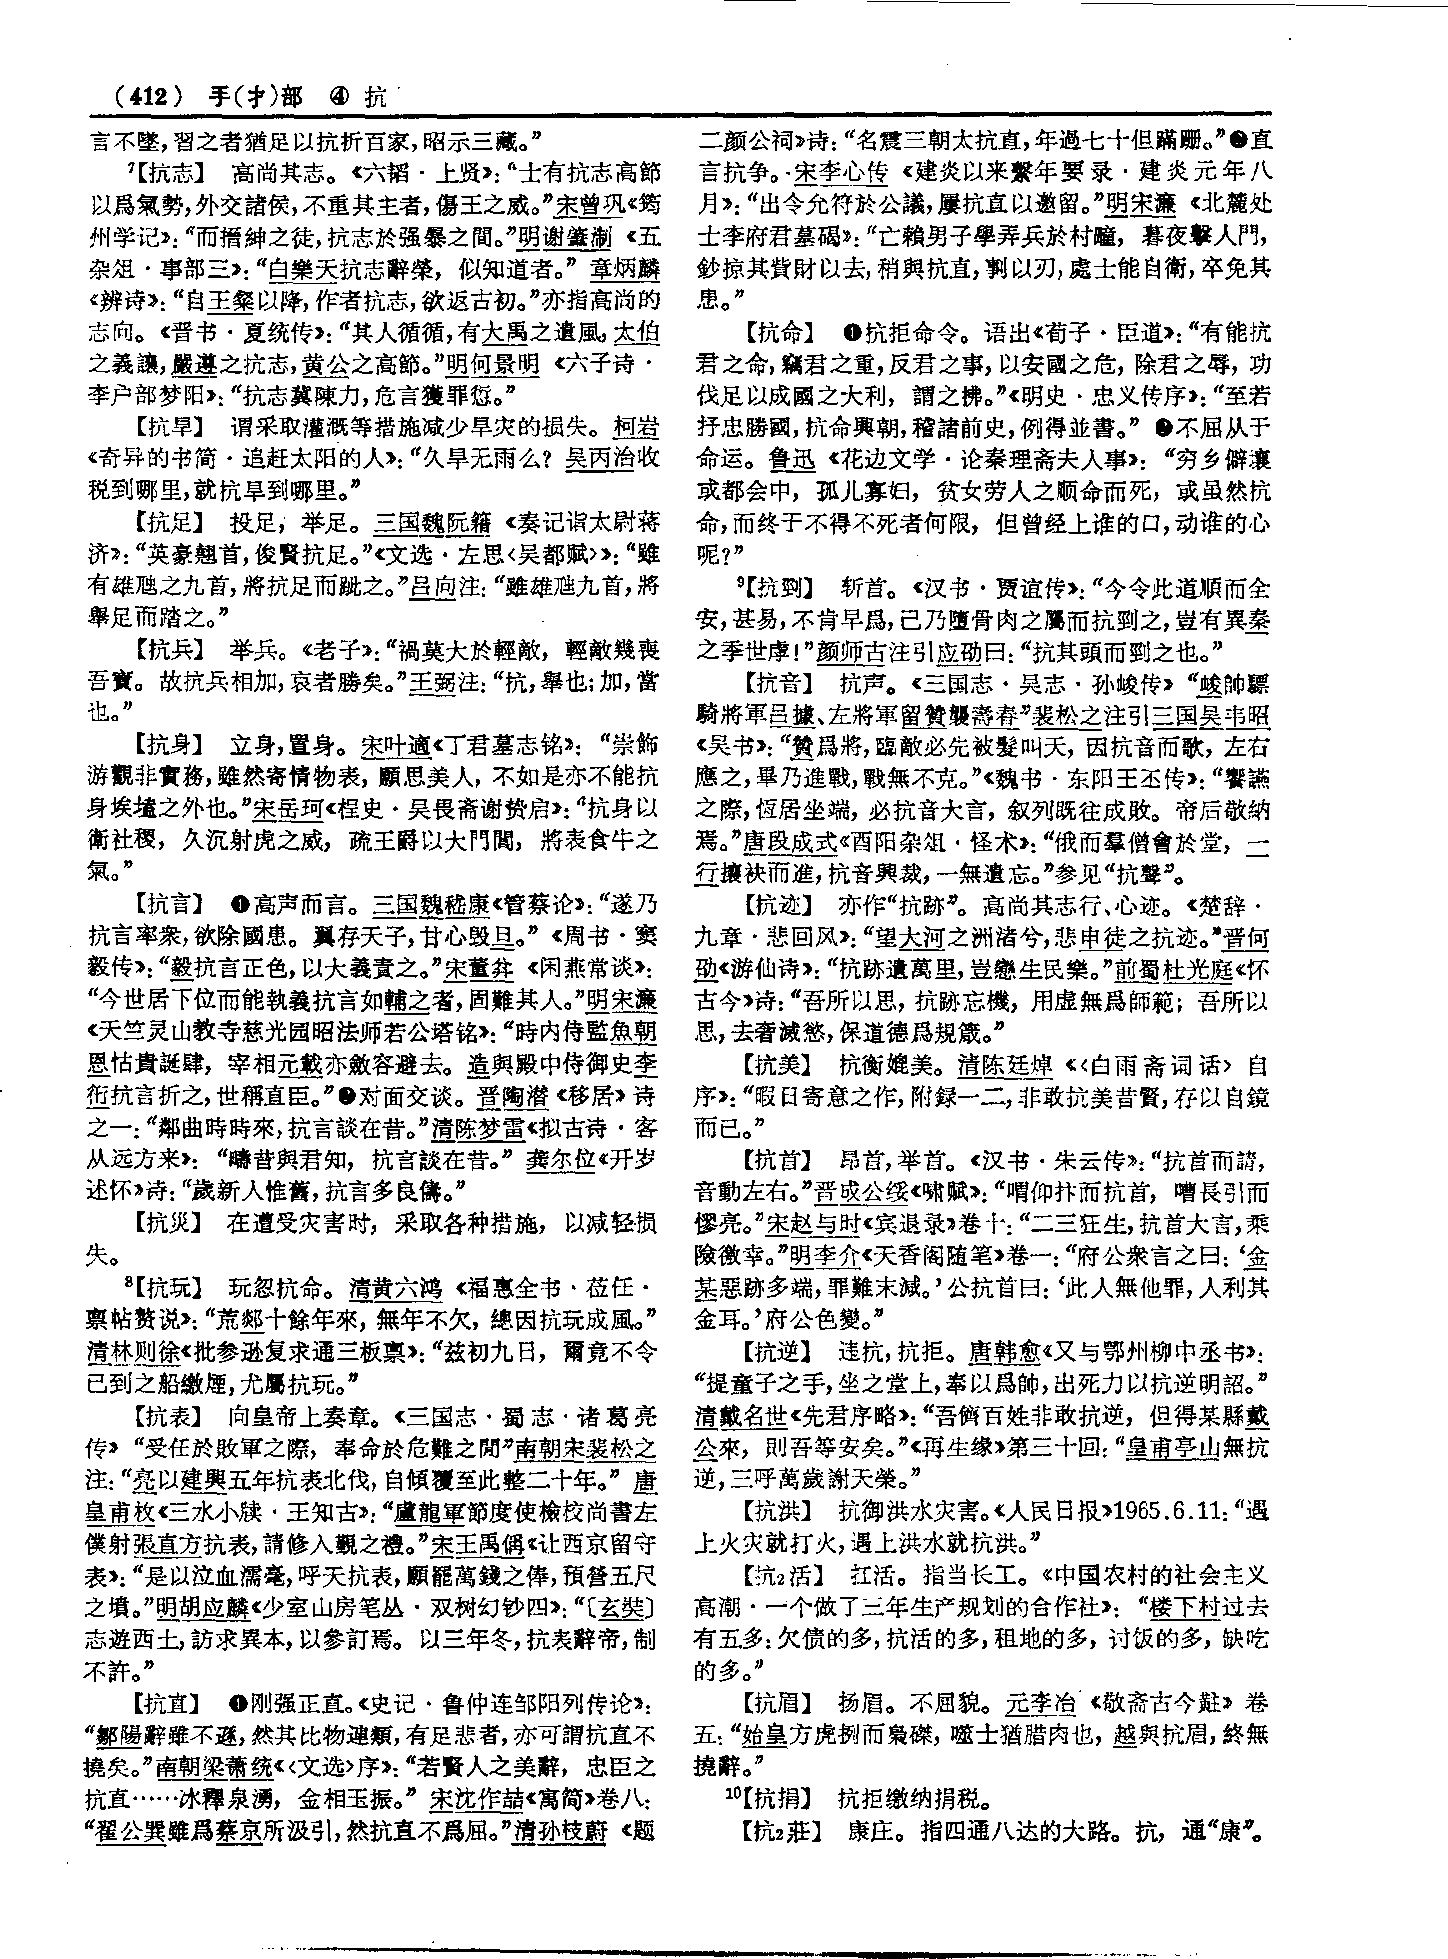 (412) 手(扌)部 ④ 抗
言不墜，習之者猶足以抗折百家，昭示三藏。”
7【抗志】 高尚其志。《六韬·上贤》：“士有抗志高節
以爲氣勢，外交諸侯，不重其主者，傷王之威。”宋曾巩《筠
州学记》：“而搢紳之徒，抗志於强暴之間。”明谢肇淛《五
杂俎·事部三》：“白樂天抗志辭榮，似知道者。” 章炳麟
《辨诗》：“自王粲以降，作者抗志，欲返古初。”亦指高尚的
志向。《晋书·夏统传》：“其人循循，有大禹之遺風，太伯
之義讓，嚴遵之抗志，黄公之高節。”明何景明《六子诗·
李户部梦阳》：“抗志冀陳力，危言獲罪愆。”
【抗旱】 谓采取灌溉等措施减少旱灾的损失。柯岩
《奇异的书简·追赶太阳的人》：“久旱无雨么？吴丙治收
税到哪里，就抗旱到哪里。”
【抗足】 投足，举足。三国魏阮籍《奏记诣太尉蒋
济》：“英豪翹首，俊賢抗足。”《文选·左思〈吴都赋〉》：“雖
有雄虺之九首，將抗足而跐之。”吕向注：“雖雄虺九首，將
舉足而踏之。”
【抗兵】 举兵。《老子》：“禍莫大於輕敵，輕敵幾喪
吾寶。故抗兵相加，哀者勝矣。”王弼注：“抗，舉也；加，當
也。”
【抗身】 立身，置身。宋叶適《丁君墓志铭》：“崇飾
游觀非實務，雖然寄情物表，願思美人，不如是亦不能抗
身埃壒之外也。”宋岳珂《桯史·吴畏斋谢贽启》：“抗身以
衛社稷，久沉射虎之威，疏王爵以大門閭，將表食牛之
氣。”
【抗言】 ❶高声而言。三国魏嵇康《管蔡论》：“遂乃
抗言率衆，欲除國患。翼存天子，甘心毁旦。”《周书·窦
毅传》：“毅抗言正色，以大義責之。”宋董弅《闲燕常谈》：
“今世居下位而能執義抗言如輔之者，固難其人。”明宋濂
《天竺灵山教寺慈光园昭法师若公塔铭》：“時内侍監魚朝
恩怙貴誕肆，宰相元載亦斂容避去。造與殿中侍御史李
衎抗言折之，世稱直臣。”❷对面交谈。晋陶潜《移居》诗
之一：“鄰曲時時來，抗言談在昔。”清陈梦雷《拟古诗·客
从远方来》：“疇昔與君知，抗言談在昔。” 龚尔位《开岁
述怀》诗：“歲新人惟舊，抗言多良儔。”
【抗災】 在遭受灾害时，采取各种措施，以减轻损
失。
8【抗玩】 玩忽抗命。清黄六鸿《福惠全书·莅任·
禀帖赘说》：“荒郯十餘年來，無年不欠，總因抗玩成風。”
清林则徐《批参逊复求通三板禀》：“兹初九日，爾竟不令
已到之船繳煙，尤屬抗玩。”
【抗表】 向皇帝上奏章。《三国志·蜀志·诸葛亮
传》“受任於敗軍之際，奉命於危難之間”南朝宋裴松之
注：“亮以建興五年抗表北伐，自傾覆至此整二十年。” 唐
皇甫枚《三水小牍·王知古》：“盧龍軍節度使檢校尚書左
僕射張直方抗表，請修入覲之禮。”宋王禹偁《让西京留守
表》：“是以泣血濡毫，呼天抗表，願罷萬錢之俸，預營五尺
之墳。”明胡应麟《少室山房笔丛·双树幻钞四》：“〔玄奘〕
志遊西土，訪求異本，以參訂焉。以三年冬，抗表辭帝，制
不許。”
【抗直】 ❶刚强正直。《史记·鲁仲连邹阳列传论》：
“鄒陽辭雖不遜，然其比物連類，有足悲者，亦可謂抗直不
撓矣。”南朝梁萧统《〈文选〉序》：“若賢人之美辭，忠臣之
抗直……冰釋泉湧，金相玉振。” 宋沈作喆《寓简》卷八：
“翟公巽雖爲蔡京所汲引，然抗直不爲屈。”清孙枝蔚《题
二颜公祠》诗：“名震三朝太抗直，年過七十但蹣跚。”❷直
言抗争。宋李心传《建炎以来繫年要录·建炎元年八
月》：“出令允符於公議，屢抗直以邀留。”明宋濂《北麓处
士李府君墓碣》：“亡賴男子學弄兵於村疃，暮夜擊人門，
鈔掠其貲財以去，稍與抗直，剚以刃，處士能自衛，卒免其
患。”
【抗命】 ❶抗拒命令。语出《荀子·臣道》：“有能抗
君之命，竊君之重，反君之事，以安國之危，除君之辱，功
伐足以成國之大利，謂之拂。”《明史·忠义传序》：“至若
抒忠勝國，抗命興朝，稽諸前史，例得並書。” ❷不屈从于
命运。鲁迅《花边文学·论秦理斋夫人事》：“穷乡僻壤
或都会中，孤儿寡妇，贫女劳人之顺命而死，或虽然抗
命，而终于不得不死者何限，但曾经上谁的口，动谁的心
呢？”
9【抗刭】 斩首。《汉书·贾谊传》：“今令此道順而全
安，甚易，不肯早爲，已乃墮骨肉之屬而抗剄之，豈有異秦
之季世虖！”颜师古注引应劭曰：“抗其頭而剄之也。”
【抗音】 抗声。《三国志·吴志·孙峻传》“峻帥驃
騎將軍吕據、左將軍留贊襲壽春”裴松之注引三国吴韦昭
《吴书》：“贊爲將，臨敵必先被髮叫天，因抗音而歌，左右
應之，畢乃進戰，戰無不克。”《魏书·东阳王丕传》：“饗讌
之際，恆居坐端，必抗音大言，叙列既往成敗。帝后敬納
焉。”唐段成式《酉阳杂俎·怪术》：“俄而羣僧會於堂，一
行攘袂而進，抗音興裁，一無遺忘。”参见“抗聲”。
【抗迹】 亦作“抗跡”。高尚其志行、心迹。《楚辞·
九章·悲回风》：“望大河之洲渚兮，悲申徒之抗迹。”晋何
劭《游仙诗》：“抗跡遺萬里，豈戀生民樂。”前蜀杜光庭《怀
古今》诗：“吾所以思，抗跡忘機，用虚無爲師範；吾所以
思，去奢滅慾，保道德爲規箴。”
【抗美】 抗衡媲美。清陈廷焯《〈白雨斋词话〉自
序》：“暇日寄意之作，附録一二，非敢抗美昔賢，存以自鏡
而已。”
【抗首】 昂首，举首。《汉书·朱云传》：“抗首而請，
音動左右。”晋成公绥《啸赋》：“喟仰抃而抗首，嘈長引而
憀亮。”宋赵与时《宾退录》卷十：“二三狂生，抗首大言，乘
險徼幸。”明李介《天香阁随笔》卷一：“府公衆言之曰：‘金
某惡跡多端，罪難末減。’公抗首曰：‘此人無他罪，人利其
金耳。’府公色變。”
【抗逆】 违抗，抗拒。唐韩愈《又与鄂州柳中丞书》：
“提童子之手，坐之堂上，奉以爲帥，出死力以抗逆明詔。”
清戴名世《先君序略》：“吾儕百姓非敢抗逆，但得某縣戴
公來，則吾等安矣。”《再生缘》第三十回：“皇甫亭山無抗
逆，三呼萬歲謝天榮。”
【抗洪】 抗御洪水灾害。《人民日报》1965.6.11：“遇
上火灾就打火，遇上洪水就抗洪。”
【抗2活】 扛活。指当长工。《中国农村的社会主义
高潮·一个做了三年生产规划的合作社》：“楼下村过去
有五多：欠债的多，抗活的多，租地的多，讨饭的多，缺吃
的多。”
【抗眉】 扬眉。不屈貌。元李冶《敬斋古今黈》卷
五：“始皇方虎捌而梟磔，噬士猶腊肉也，越與抗眉，終無
撓辭。”
10【抗捐】 抗拒缴纳捐税。
【抗2莊】 康庄。指四通八达的大路。抗，通“康”。